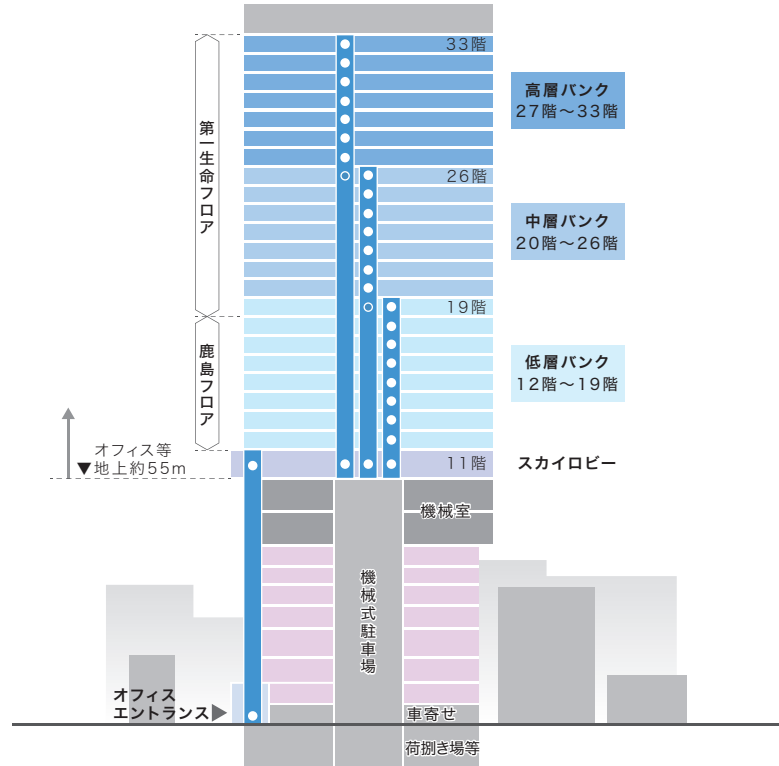 33階
高層バンク
27階〜33階
第一生命フロア
26階
中層バンク
20階〜26階
19階
鹿島フロア
低層バンク
12階〜19階
オフィス等
▼地上約55m
11階
スカイロビー
機械室
機械式駐車場
オフィス
エントランス▶
車寄せ
荷捌き場等